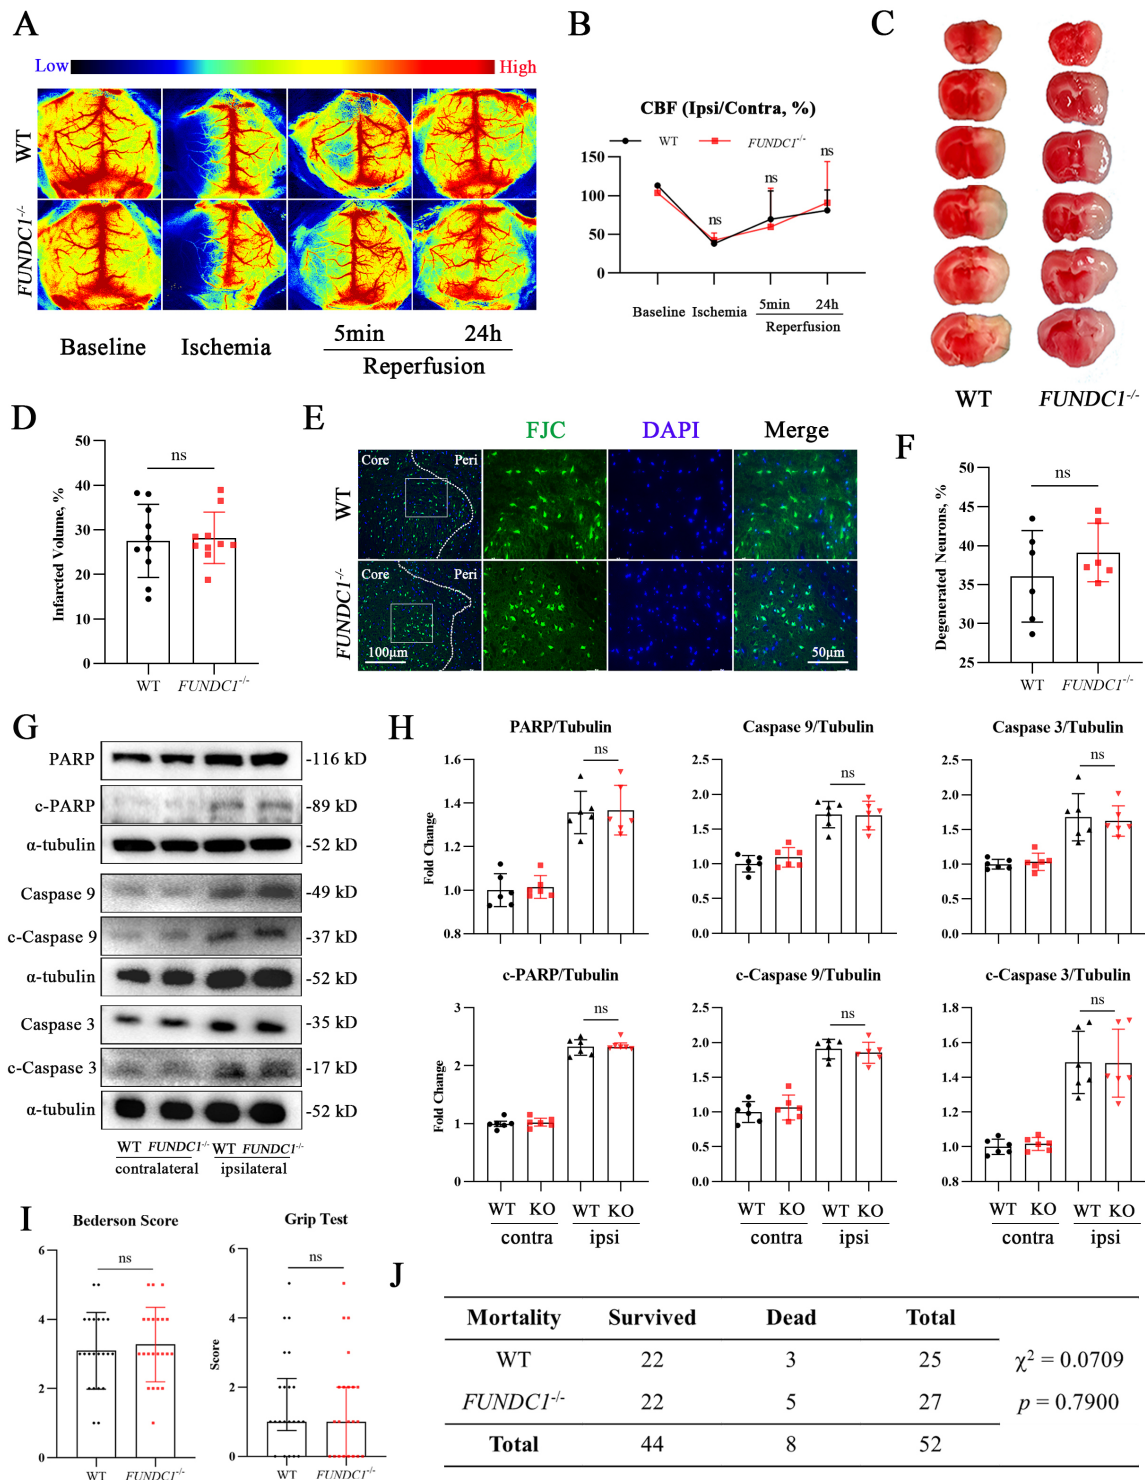 A
Low High
WT
FUNDC1-/-
Baseline Ischemia 5min 24h
Reperfusion
B
CBF (Ipsi/Contra, %)
WT FUNDC1-/-
150
100
50
0
ns ns ns
Baseline Ischemia 5min 24h
Reperfusion
C
WT FUNDC1-/-
D
Infarcted Volume, %
50
40
30
20
10
0
ns
WT FUNDC1-/-
E
FJC DAPI Merge
WT
Core Peri
FUNDC1-/-
Core Peri
100μm 50μm
F
Degenerated Neurons, %
50
45
40
35
30
25
ns
WT FUNDC1-/-
G
PARP -116 kD
c-PARP -89 kD
α-tubulin -52 kD
Caspase 9 -49 kD
c-Caspase 9 -37 kD
α-tubulin -52 kD
Caspase 3 -35 kD
c-Caspase 3 -17 kD
α-tubulin -52 kD
WT FUNDC1-/- WT FUNDC1-/-
contralateral ipsilateral
H
PARP/Tubulin
Fold Change
1.6
1.4
1.2
1.0
0.8
ns
Caspase 9/Tubulin
2.5
2.0
1.5
1.0
0.5
0.0
ns
Caspase 3/Tubulin
2.5
2.0
1.5
1.0
0.5
0.0
ns
c-PARP/Tubulin
Fold Change
3
2
1
0
ns
WT KO WT KO
contra ipsi
c-Caspase 9/Tubulin
2.5
2.0
1.5
1.0
0.5
0.0
ns
WT KO WT KO
contra ipsi
c-Caspase 3/Tubulin
1.8
1.6
1.4
1.2
1.0
0.8
ns
WT KO WT KO
contra ipsi
I
Bederson Score
6
4
2
0
ns
WT FUNDC1-/-
Grip Test
Score
6
4
2
0
ns
WT FUNDC1-/-
J
Mortality Survived Dead Total
WT 22 3 25 χ2 = 0.0709
FUNDC1-/- 22 5 27 p = 0.7900
Total 44 8 52